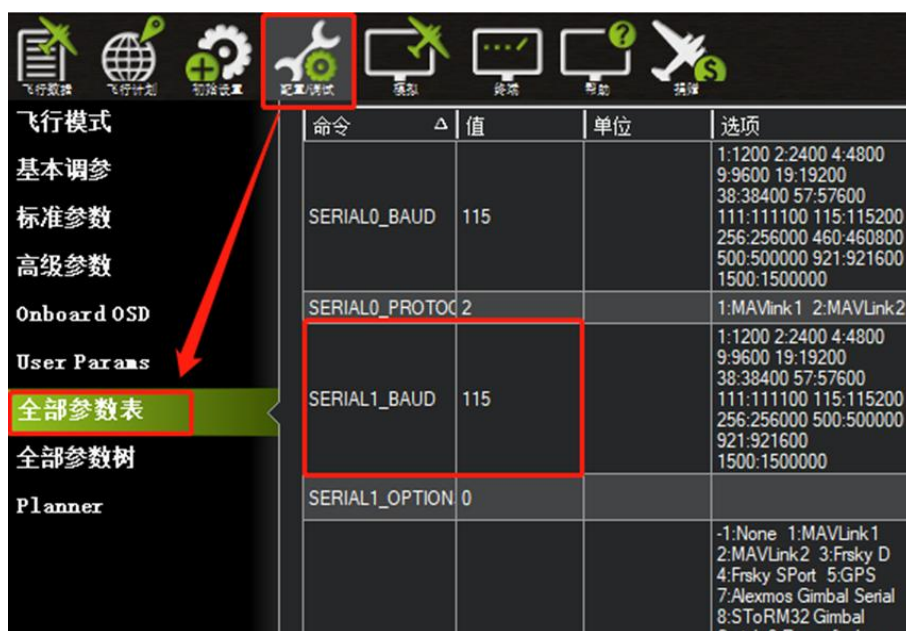 飞行数据 飞行计划 初始设置 配置/调试 模拟 终端 帮助 捐赠
飞行模式
基本调参
标准参数
高级参数
Onboard OSD
User Params
全部参数表
全部参数树
Planner
命令 值 单位 选项
SERIAL0_BAUD 115
1:1200 2:2400 4:4800
9:9600 19:19200
38:38400 57:57600
111:111100 115:115200
256:256000 460:460800
500:500000 921:921600
1500:1500000
SERIAL0_PROTOC 2 1:MAVlink1 2:MAVLink2
SERIAL1_BAUD 115
1:1200 2:2400 4:4800
9:9600 19:19200
38:38400 57:57600
111:111100 115:115200
256:256000 500:500000
921:921600
1500:1500000
SERIAL1_OPTION 0
-1:None 1:MAVLink1
2:MAVLink2 3:Frsky D
4:Frsky SPort 5:GPS
7:Alexmos Gimbal Serial
8:SToRM32 Gimbal